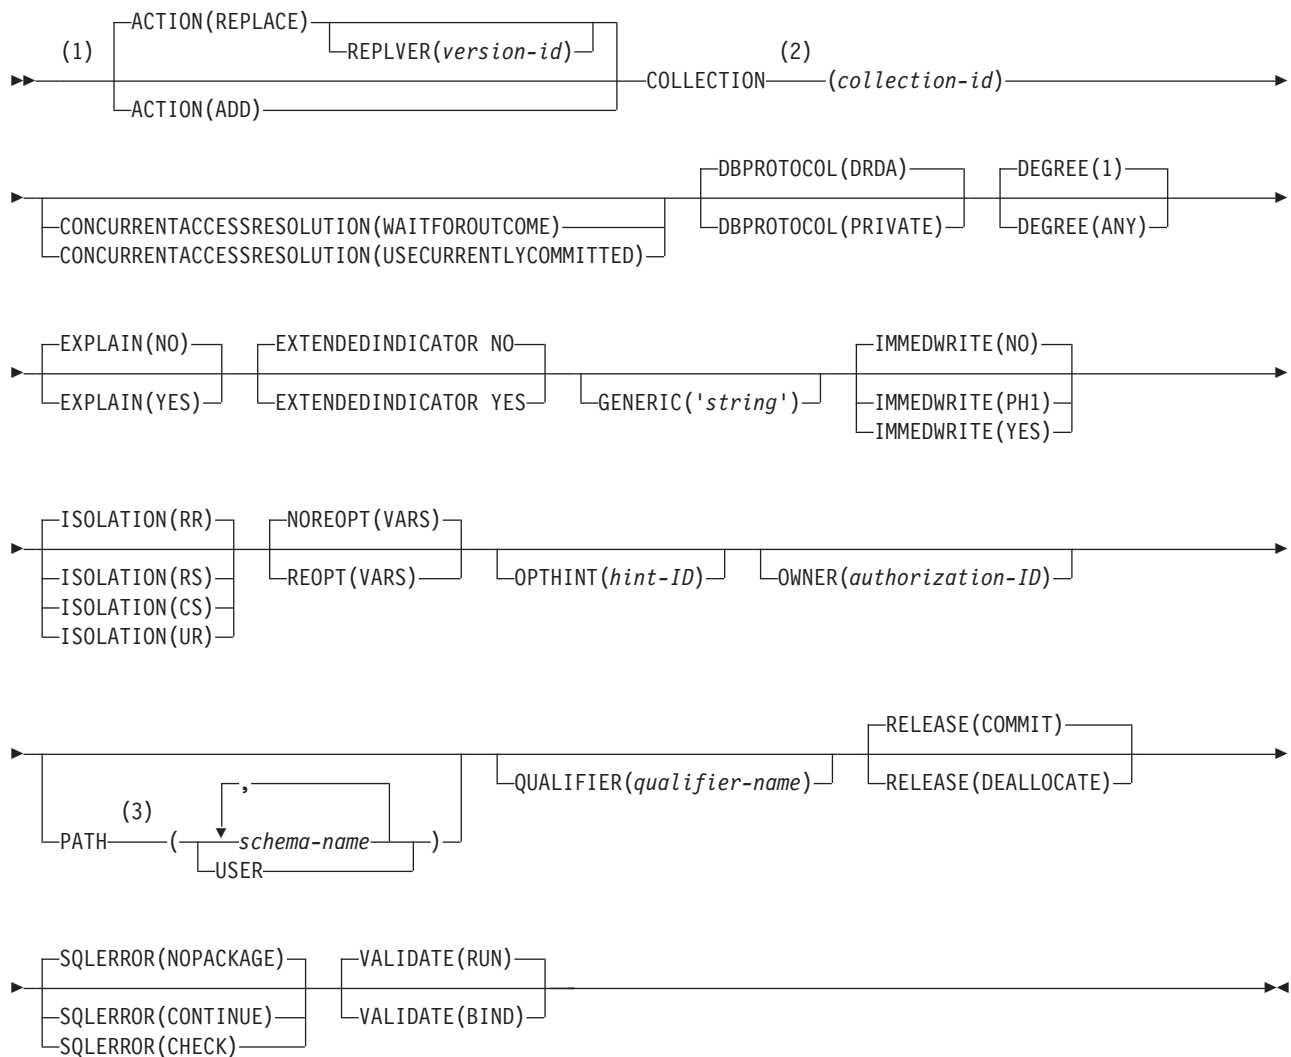 ACTION(REPLACE)
(1) REPLVER(version-id) (2)
COLLECTION (collection-id)
ACTION(ADD)
DBPROTOCOL(DRDA) DEGREE(1)
CONCURRENTACCESSRESOLUTION(WAITFOROUTCOME) DBPROTOCOL(PRIVATE) DEGREE(ANY)
CONCURRENTACCESSRESOLUTION(USECURRENTLYCOMMITTED)
EXPLAIN(NO) EXTENDEDINDICATOR NO IMMEDWRITE(NO)
EXPLAIN(YES) EXTENDEDINDICATOR YES GENERIC('string') IMMEDWRITE(PH1)
IMMEDWRITE(YES)
ISOLATION(RR) NOREOPT(VARS)
ISOLATION(RS) REOPT(VARS) OPTHINT(hint-ID) OWNER(authorization-ID)
ISOLATION(CS)
ISOLATION(UR)
RELEASE(COMMIT)
QUALIFIER(qualifier-name) RELEASE(DEALLOCATE)
,
(3)
PATH ( schema-name )
USER
SQLERROR(NOPACKAGE) VALIDATE(RUN)
SQLERROR(CONTINUE) VALIDATE(BIND)
SQLERROR(CHECK)